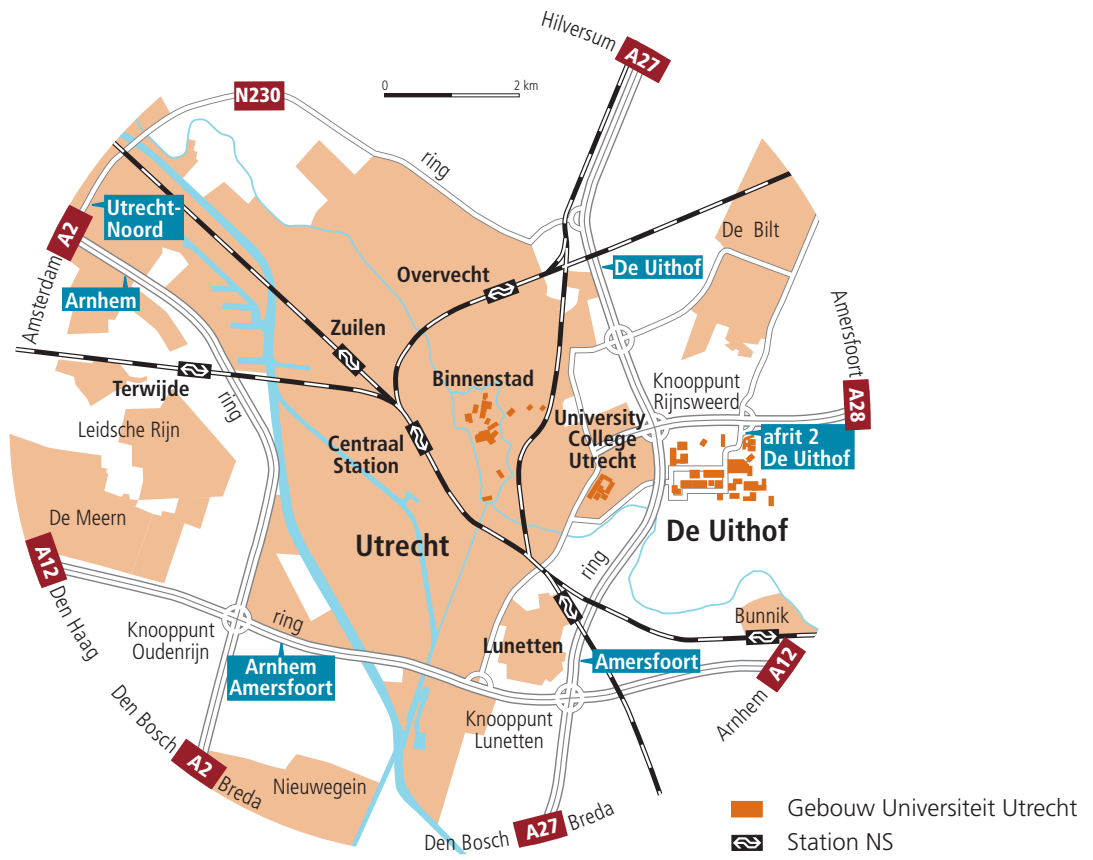 Hilversum
A27
0 2 km
N230
ring
Utrecht-
Noord
A2
Amsterdam
Arnhem
De Bilt
De Uithof
Overvecht
Zuilen
Terwijde
ring
Leidsche Rijn
Binnenstad
Centraal
Station
University
College
Utrecht
Knooppunt
Rijnsweerd
Amersfoort
A28
afrit 2
De Uithof
De Uithof
De Meern
Utrecht
A12
Den Haag
ring
ring
Knooppunt
Oudenrijn
Arnhem
Amersfoort
Lunetten
Bunnik
Amersfoort
A12
Arnhem
Knooppunt
Lunetten
Den Bosch
A2
Breda
Nieuwegein
Den Bosch
A27
Breda
Gebouw Universiteit Utrecht
Station NS